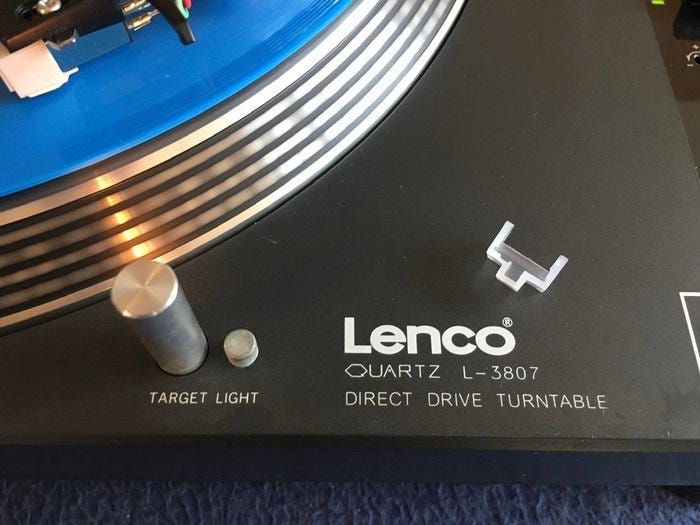 Lenco®
QUARTZ L-3807
TARGET LIGHT
DIRECT DRIVE TURNTABLE